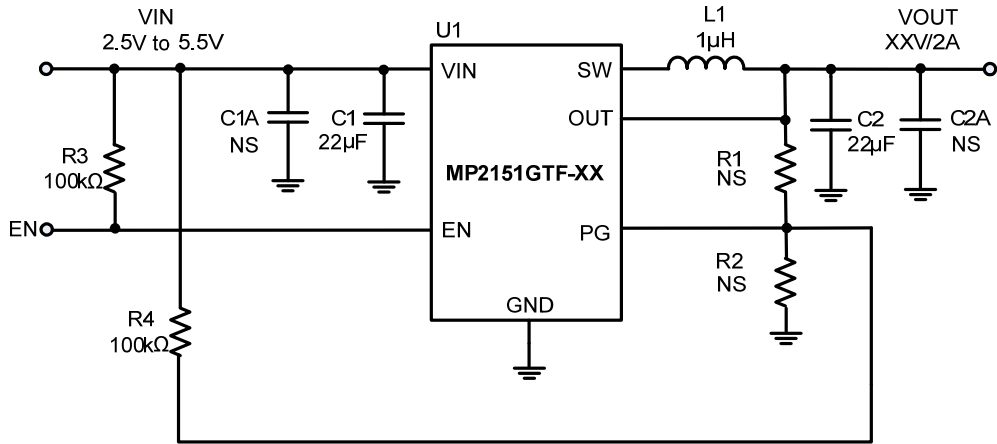 VIN
2.5V to 5.5V
U1
L1
1µH
VOUT
XXV/2A
VIN
SW
C1A
NS
C1
22µF
OUT
C2
22µF
C2A
NS
R3
100kΩ
MP2151GTF-XX
R1
NS
EN
EN
PG
R2
NS
GND
R4
100kΩ